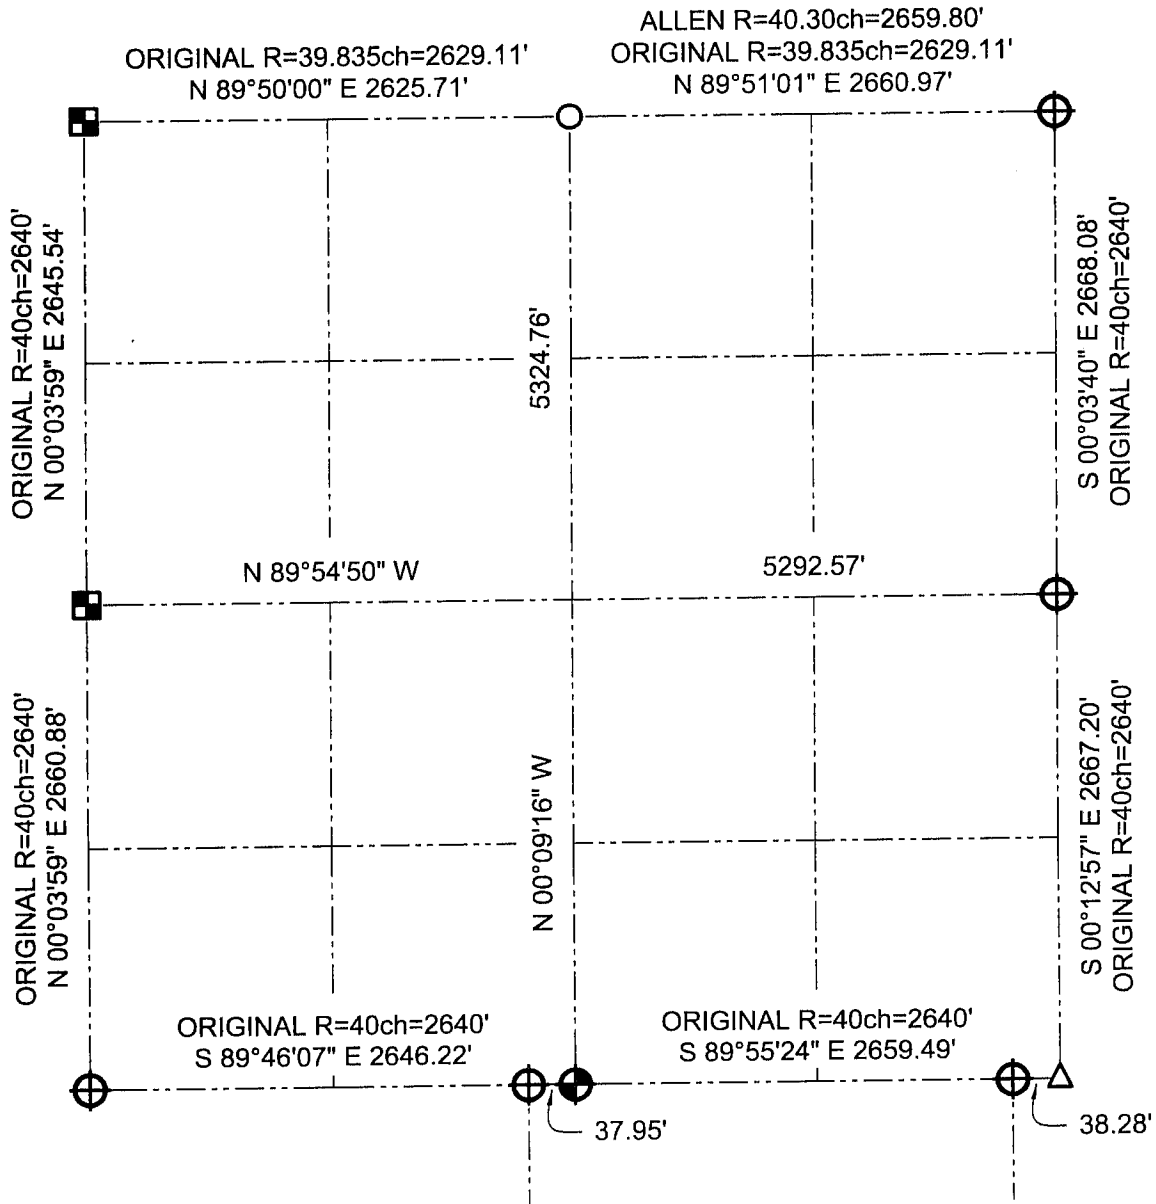 ALLEN R=40.30ch=2659.80'
ORIGINAL R=39.835ch=2629.11'
ORIGINAL R=39.835ch=2629.11'
N 89°50'00" E 2625.71'
N 89°51'01" E 2660.97'
ORIGINAL R=40ch=2640'
N 00°03'59" E 2645.54'
5324.76'
S 00°03'40" E 2668.08'
ORIGINAL R=40ch=2640'
N 89°54'50" W
5292.57'
ORIGINAL R=40ch=2640'
N 00°03'59" E 2660.88'
N 00°09'16" W
S 00°12'57" E 2667.20'
ORIGINAL R=40ch=2640'
ORIGINAL R=40ch=2640'
S 89°46'07" E 2646.22'
ORIGINAL R=40ch=2640'
S 89°55'24" E 2659.49'
37.95'
38.28'